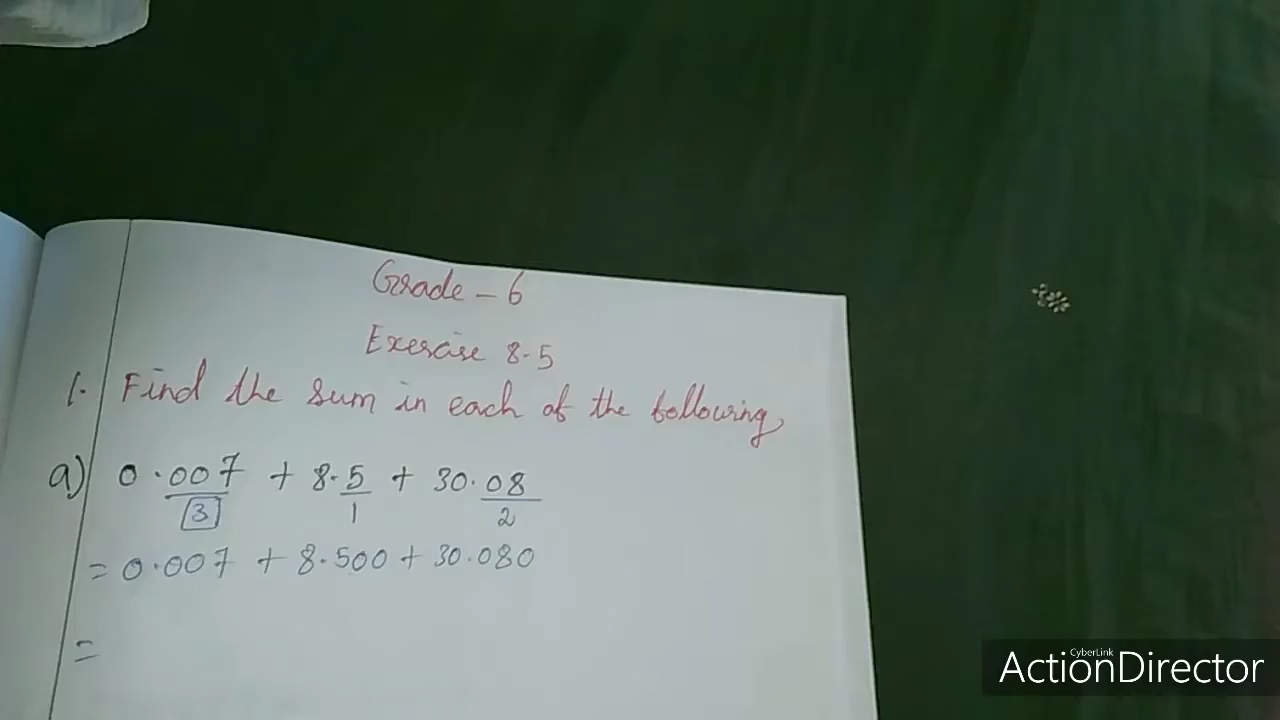 Grade - 6
Exercise 8.5
1. Find the sum in each of the following
a) 0.007 + 8.5 + 30.08
3 1 2
= 0.007 + 8.500 + 30.080
=
CyberLink
ActionDirector